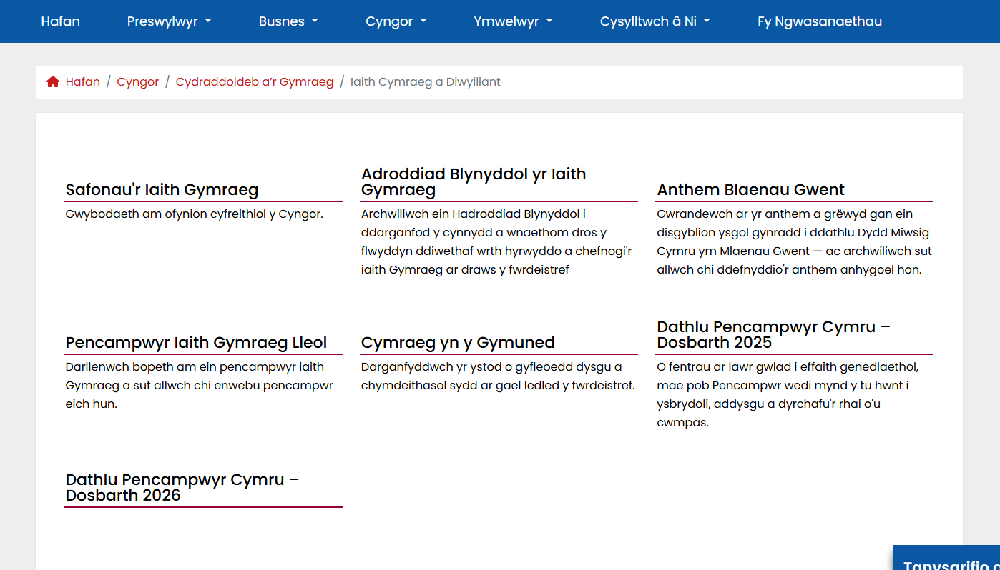 Hafan Preswylwyr Busnes Cyngor Ymwelwyr Cysylltwch â Ni Fy Ngwasanaethau
Hafan / Cyngor / Cydraddoldeb a’r Gymraeg / Iaith Cymraeg a Diwylliant
Safonau'r Iaith Gymraeg
Gwybodaeth am ofynion cyfreithiol y Cyngor.
Adroddiad Blynyddol yr Iaith
Gymraeg
Archwiliwch ein Hadroddiad Blynyddol i
ddarganfod y cynnydd a wnaethom dros y
flwyddyn ddiwethaf wrth hyrwyddo a chefnogi'r
iaith Gymraeg ar draws y fwrdeistref
Anthem Blaenau Gwent
Gwrandewch ar yr anthem a grëwyd gan ein
disgyblion ysgol gynradd i ddathlu Dydd Miwsig
Cymru ym Mlaenau Gwent — ac archwiliwch sut
allwch chi ddefnyddio'r anthem anhygoel hon.
Pencampwyr Iaith Gymraeg Lleol
Darllenwch bopeth am ein pencampwyr iaith
Gymraeg a sut allwch chi enwebu pencampwr
eich hun.
Cymraeg yn y Gymuned
Darganfyddwch yr ystod o gyfleoedd dysgu a
chymdeithasol sydd ar gael ledled y fwrdeistref.
Dathlu Pencampwyr Cymru –
Dosbarth 2025
O fentrau ar lawr gwlad i effaith genedlaethol,
mae pob Pencampwr wedi mynd y tu hwnt i
ysbrydoli, addysgu a dyrchafu'r rhai o'u
cwmpas.
Dathlu Pencampwyr Cymru –
Dosbarth 2026
Tanysgrifio